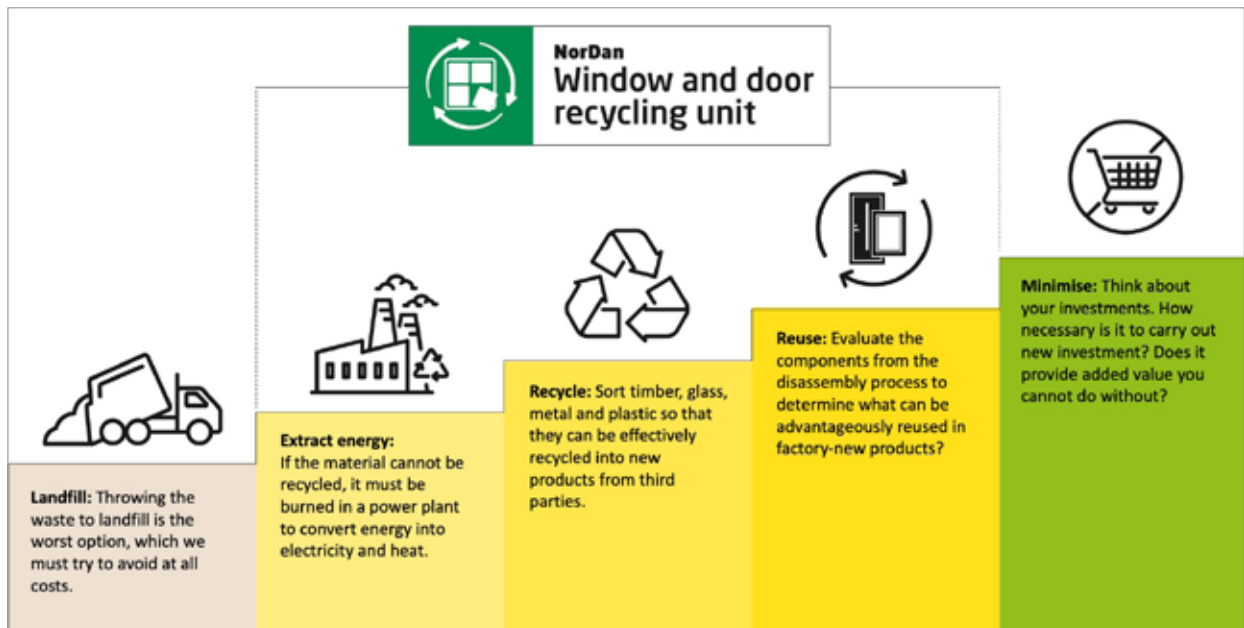 NorDan
Window and door
recycling unit
Landfill: Throwing the
waste to landfill is the
worst option, which we
must try to avoid at all
costs.
Extract energy:
If the material cannot be
recycled, it must be
burned in a power plant
to convert energy into
electricity and heat.
Recycle: Sort timber, glass,
metal and plastic so that
they can be effectively
recycled into new
products from third
parties.
Reuse: Evaluate the
components from the
disassembly process to
determine what can be
advantageously reused in
factory-new products?
Minimise: Think about
your investments. How
necessary is it to carry out
new investment? Does it
provide added value you
cannot do without?